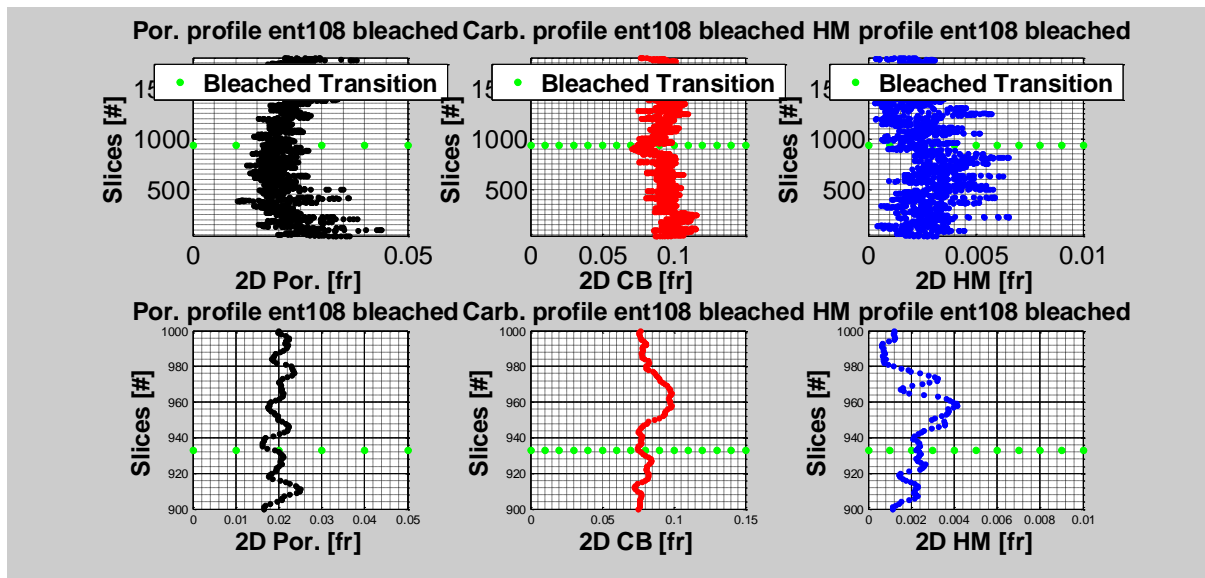 Por. profile ent108 bleached Carb. profile ent108 bleached HM profile ent108 bleached
Bleached Transition Bleached Transition Bleached Transition
1000 1000 1000
500 500 500
Slices [#] Slices [#] Slices [#]
0 0.05 0 0.05 0.1 0 0.005 0.01
2D Por. [fr] 2D CB [fr] 2D HM [fr]
Por. profile ent108 bleached Carb. profile ent108 bleached HM profile ent108 bleached
1000 1000 1000
980 980 980
960 960 960
940 940 940
920 920 920
900 900 900
Slices [#] Slices [#] Slices [#]
0 0.01 0.02 0.03 0.04 0.05 0 0.05 0.1 0.15 0 0.002 0.004 0.006 0.008 0.01
2D Por. [fr] 2D CB [fr] 2D HM [fr]